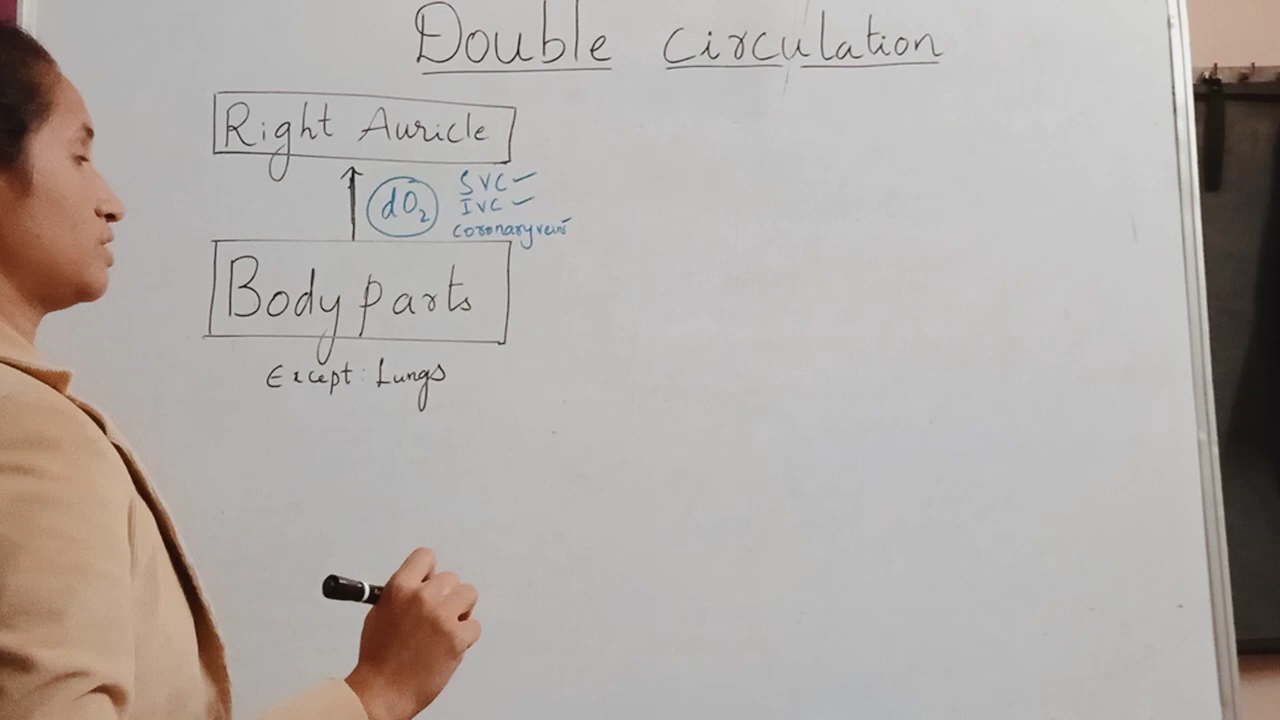 Double Circulation
Right Auricle
dO₂
SVC
IVC
coronary vein
Body parts
Except: Lungs